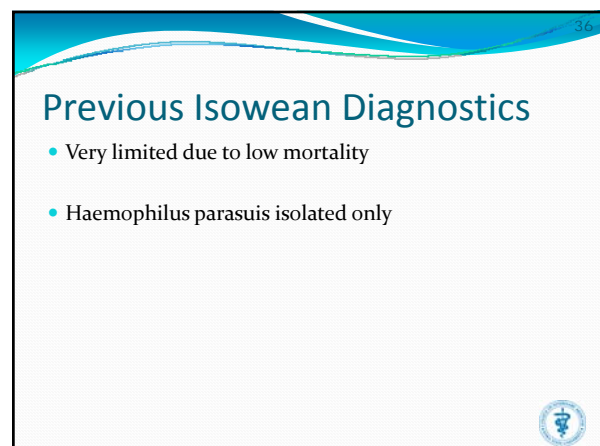 36
Previous Isowean Diagnostics
• Very limited due to low mortality
• Haemophilus parasuis isolated only